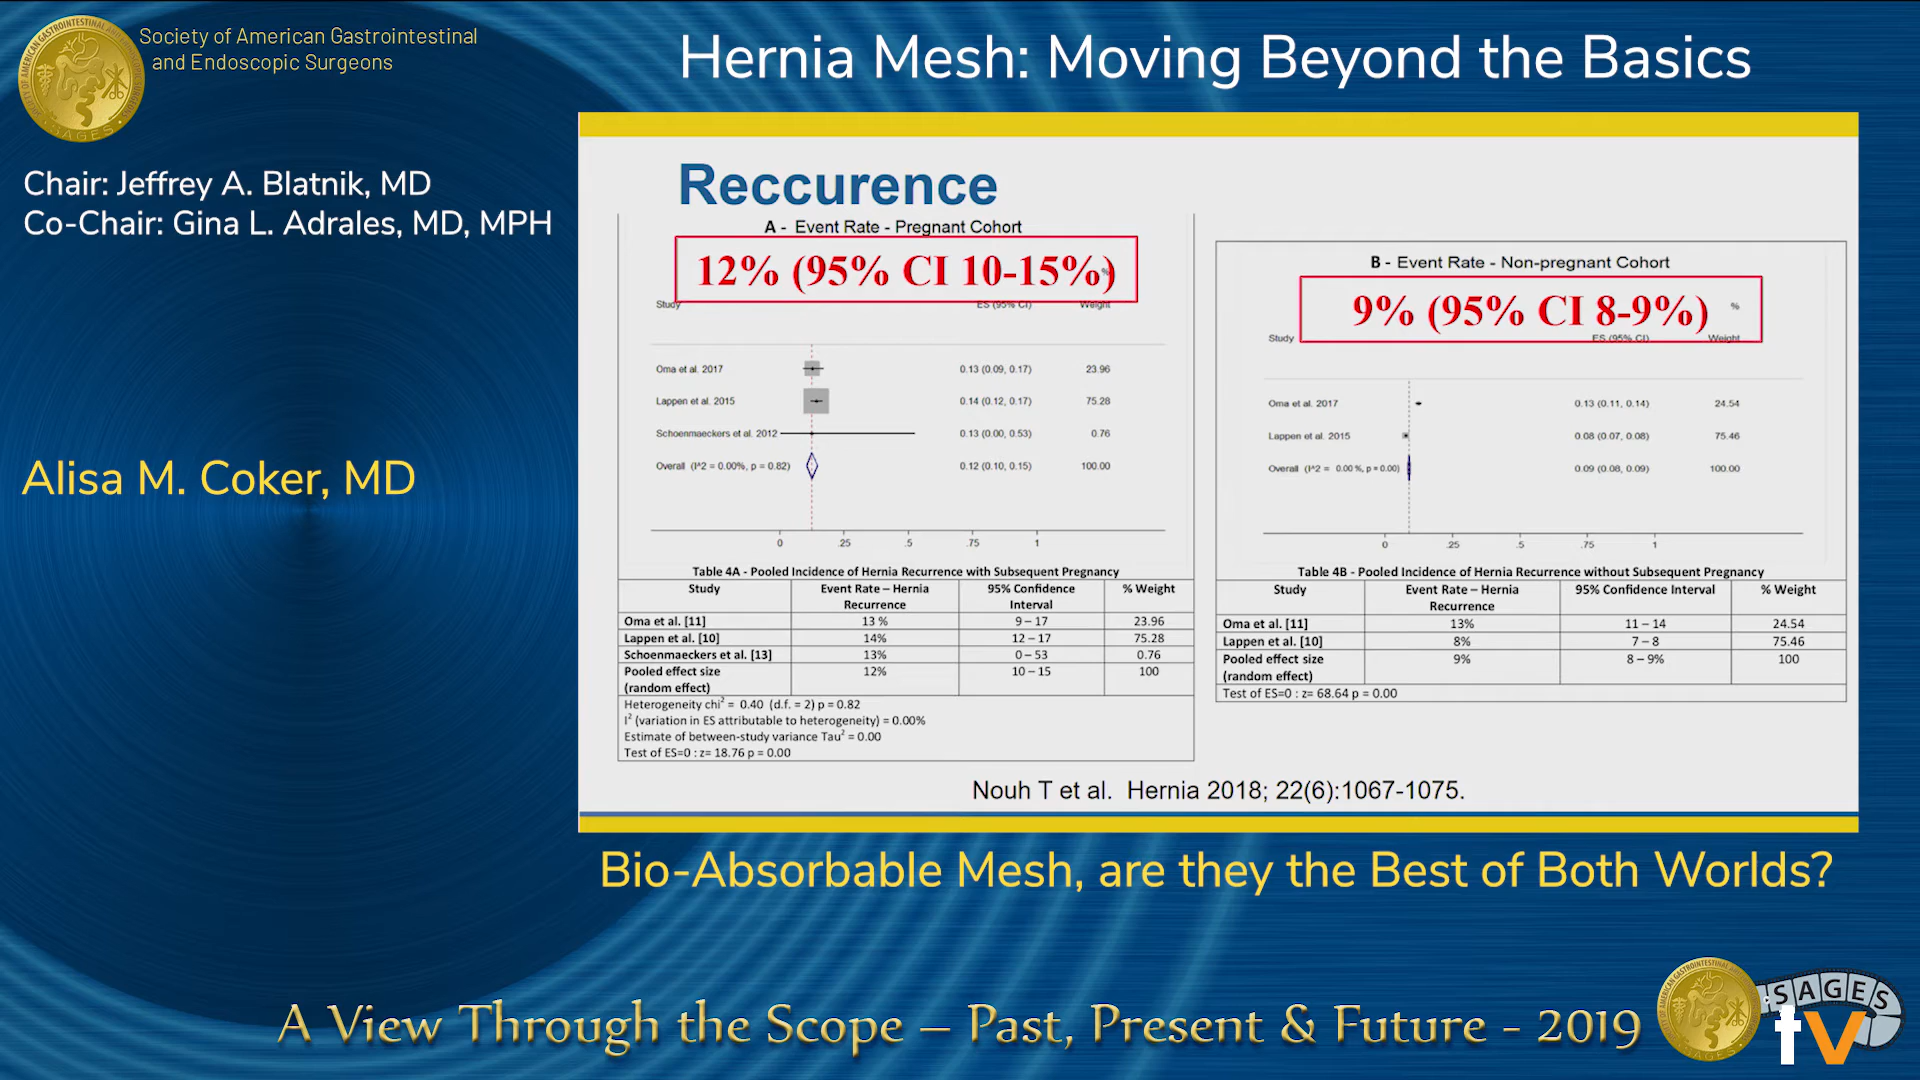 Society of American Gastrointestinal
and Endoscopic Surgeons
Hernia Mesh: Moving Beyond the Basics
Chair: Jeffrey A. Blatnik, MD
Co-Chair: Gina L. Adrales, MD, MPH
Alisa M. Coker, MD
Reccurence
A - Event Rate - Pregnant Cohort
12% (95% CI 10-15%)
%
Study ES (95% CI) Weight
Oma et al. 2017 0.13 (0.09, 0.17) 23.96
Lappen et al. 2015 0.14 (0.12, 0.17) 75.28
Schoenmaeckers et al. 2012 0.13 (0.00, 0.53) 0.76
Overall (I^2 = 0.00%, p = 0.82) 0.12 (0.10, 0.15) 100.00
0 .25 .5 .75 1
Table 4A - Pooled Incidence of Hernia Recurrence with Subsequent Pregnancy
Study Event Rate – Hernia Recurrence 95% Confidence Interval % Weight
Oma et al. [11] 13 % 9 – 17 23.96
Lappen et al. [10] 14% 12 – 17 75.28
Schoenmaeckers et al. [13] 13% 0 – 53 0.76
Pooled effect size (random effect) 12% 10 – 15 100
Heterogeneity chi² = 0.40 (d.f. = 2) p = 0.82
I² (variation in ES attributable to heterogeneity) = 0.00%
Estimate of between-study variance Tau² = 0.00
Test of ES=0 : z= 18.76 p = 0.00
B - Event Rate - Non-pregnant Cohort
9% (95% CI 8-9%)
%
Study ES (95% CI) Weight
Oma et al. 2017 0.13 (0.11, 0.14) 24.54
Lappen et al. 2015 0.08 (0.07, 0.08) 75.46
Overall (I^2 = 0.00%, p = 0.00) 0.09 (0.08, 0.09) 100.00
0 .25 .5 .75 1
Table 4B - Pooled Incidence of Hernia Recurrence without Subsequent Pregnancy
Study Event Rate – Hernia Recurrence 95% Confidence Interval % Weight
Oma et al. [11] 13% 11 – 14 24.54
Lappen et al. [10] 8% 7 – 8 75.46
Pooled effect size (random effect) 9% 8 – 9% 100
Test of ES=0 : z= 68.64 p = 0.00
Nouh T et al. Hernia 2018; 22(6):1067-1075.
Bio-Absorbable Mesh, are they the Best of Both Worlds?
A View Through the Scope – Past, Present & Future - 2019
SAGES
tv